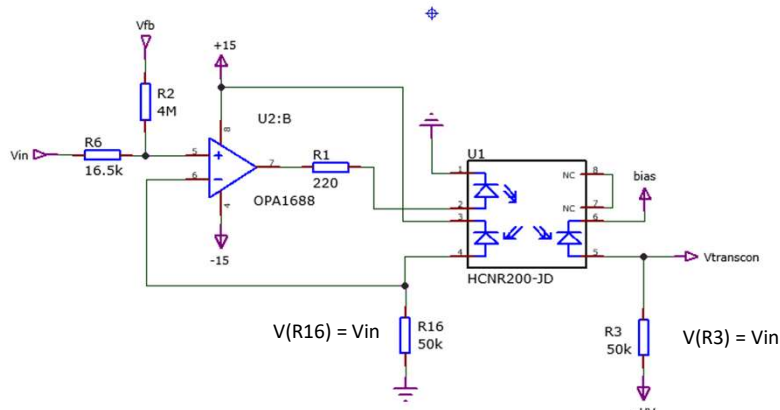 Vfb
+15
R2
4M
U2:B
Vin
R6
16.5k
5
6
8
7
4
+
-
OPA1688
-15
R1
220
U1
1
2
3
4
NC
NC
8
7
6
5
HCNR200-JD
bias
Vtranscon
V(R16) = Vin
R16
50k
R3
50k
V(R3) = Vin